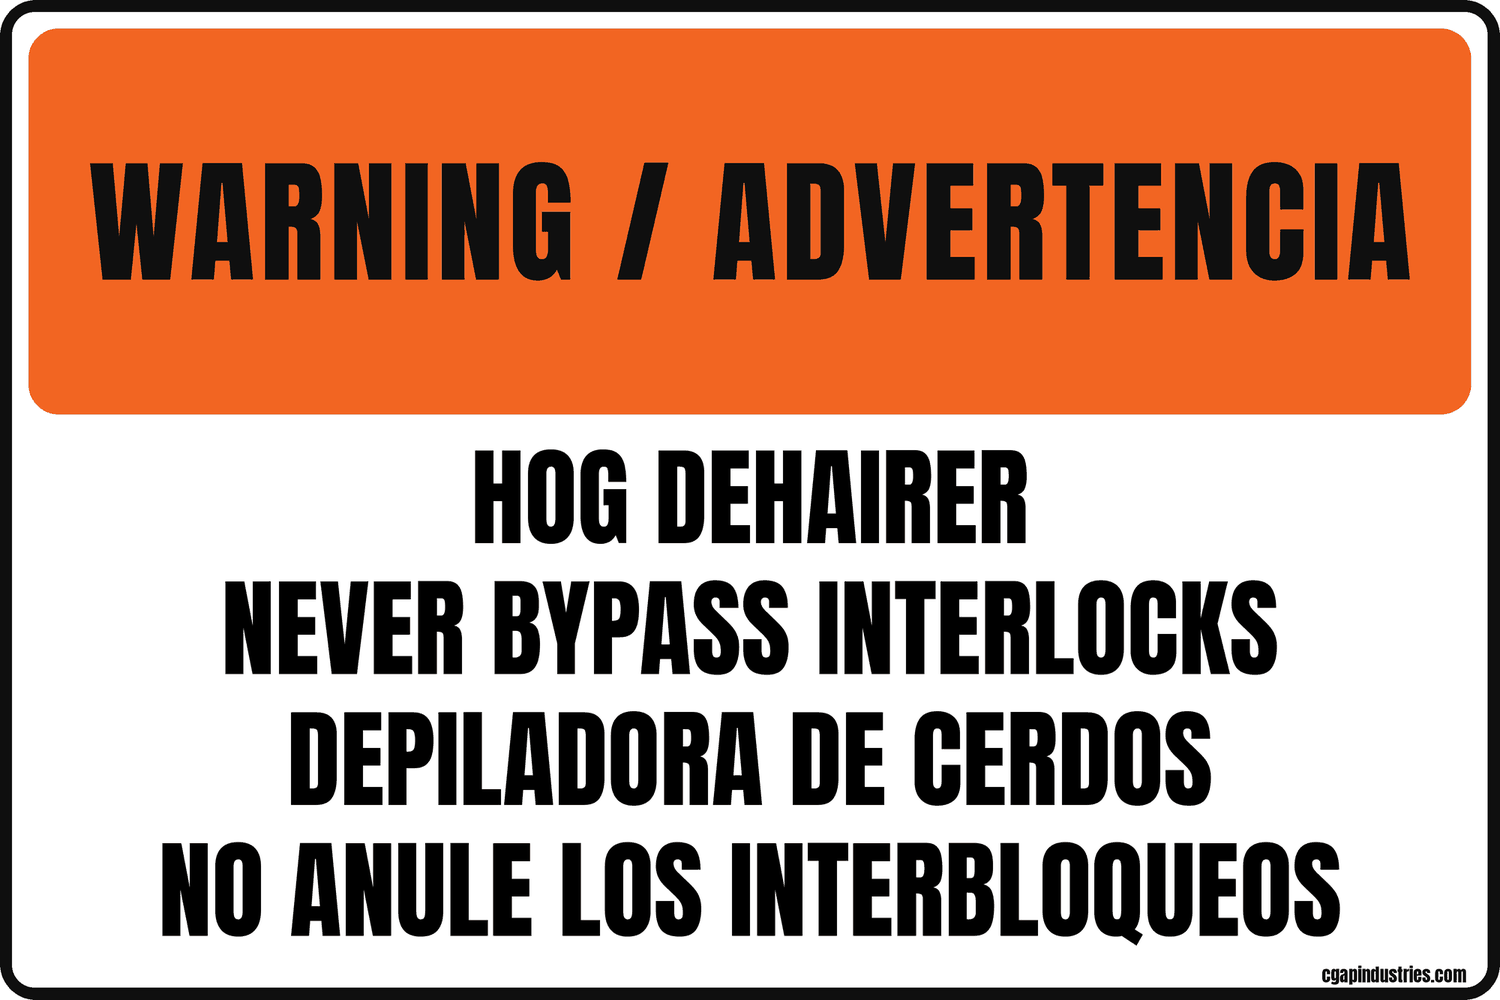 WARNING / ADVERTENCIA
HOG DEHAIRER
NEVER BYPASS INTERLOCKS
DEPILADORA DE CERDOS
NO ANULE LOS INTERBLOQUEOS
cgapindustries.com